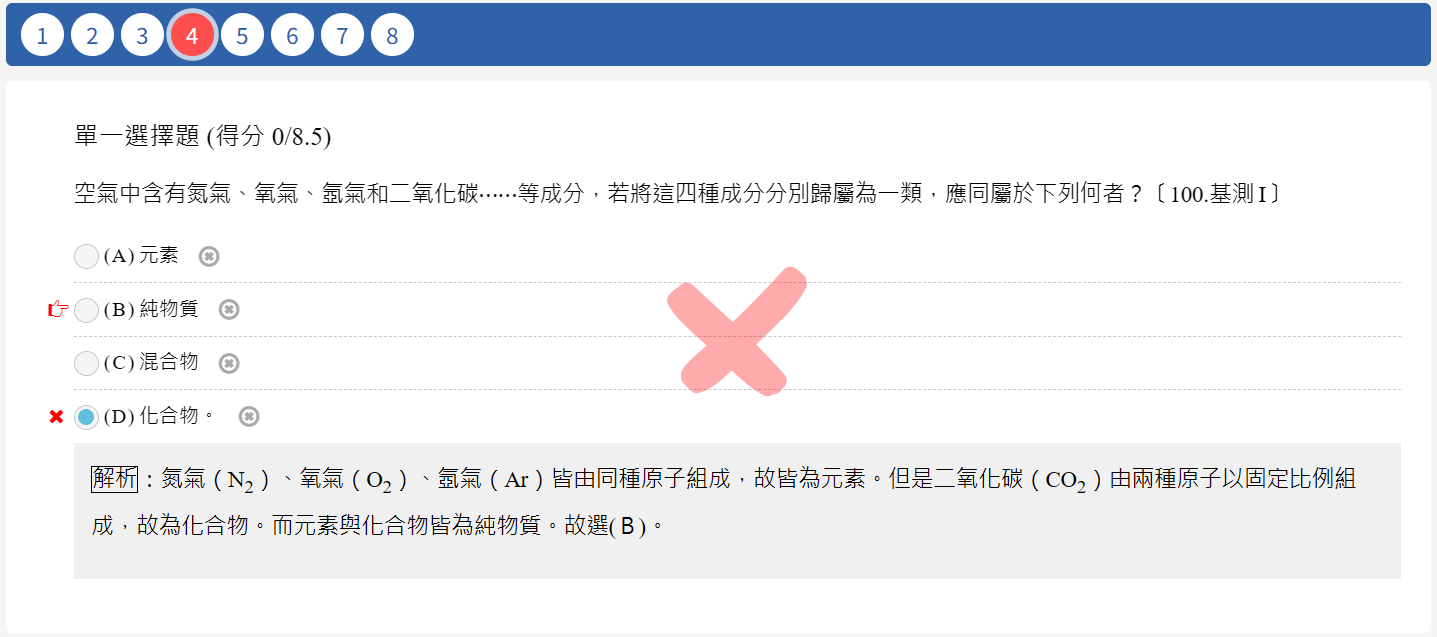 1 2 3 4 5 6 7 8
單一選擇題 (得分 0/8.5)
空氣中含有氮氣、氧氣、氬氣和二氧化碳……等成分，若將這四種成分分別歸屬為一類，應同屬於下列何者？〔100.基測 I〕
(A) 元素
(B) 純物質
(C) 混合物
(D) 化合物。
解析：氮氣（N₂）、氧氣（O₂）、氬氣（Ar）皆由同種原子組成，故皆為元素。但是二氧化碳（CO₂）由兩種原子以固定比例組
成，故為化合物。而元素與化合物皆為純物質。故選(Ｂ)。